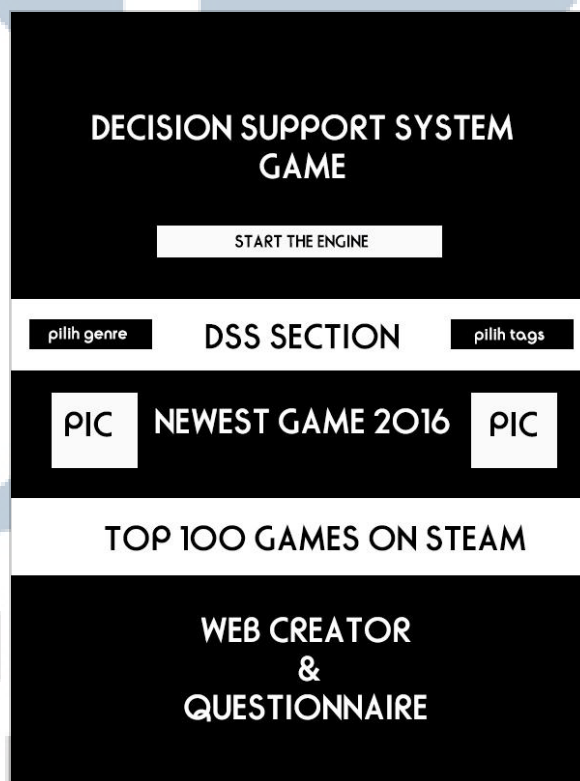 DECISION SUPPORT SYSTEM
GAME
START THE ENGINE
pilih genre
DSS SECTION
pilih tags
PIC
NEWEST GAME 2016
PIC
TOP 100 GAMES ON STEAM
WEB CREATOR
&
QUESTIONNAIRE